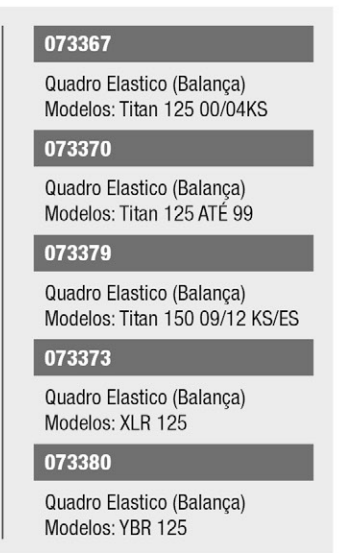 073367
Quadro Elastico (Balança)
Modelos: Titan 125 00/04KS
073370
Quadro Elastico (Balança)
Modelos: Titan 125 ATÉ 99
073379
Quadro Elastico (Balança)
Modelos: Titan 150 09/12 KS/ES
073373
Quadro Elastico (Balança)
Modelos: XLR 125
073380
Quadro Elastico (Balança)
Modelos: YBR 125